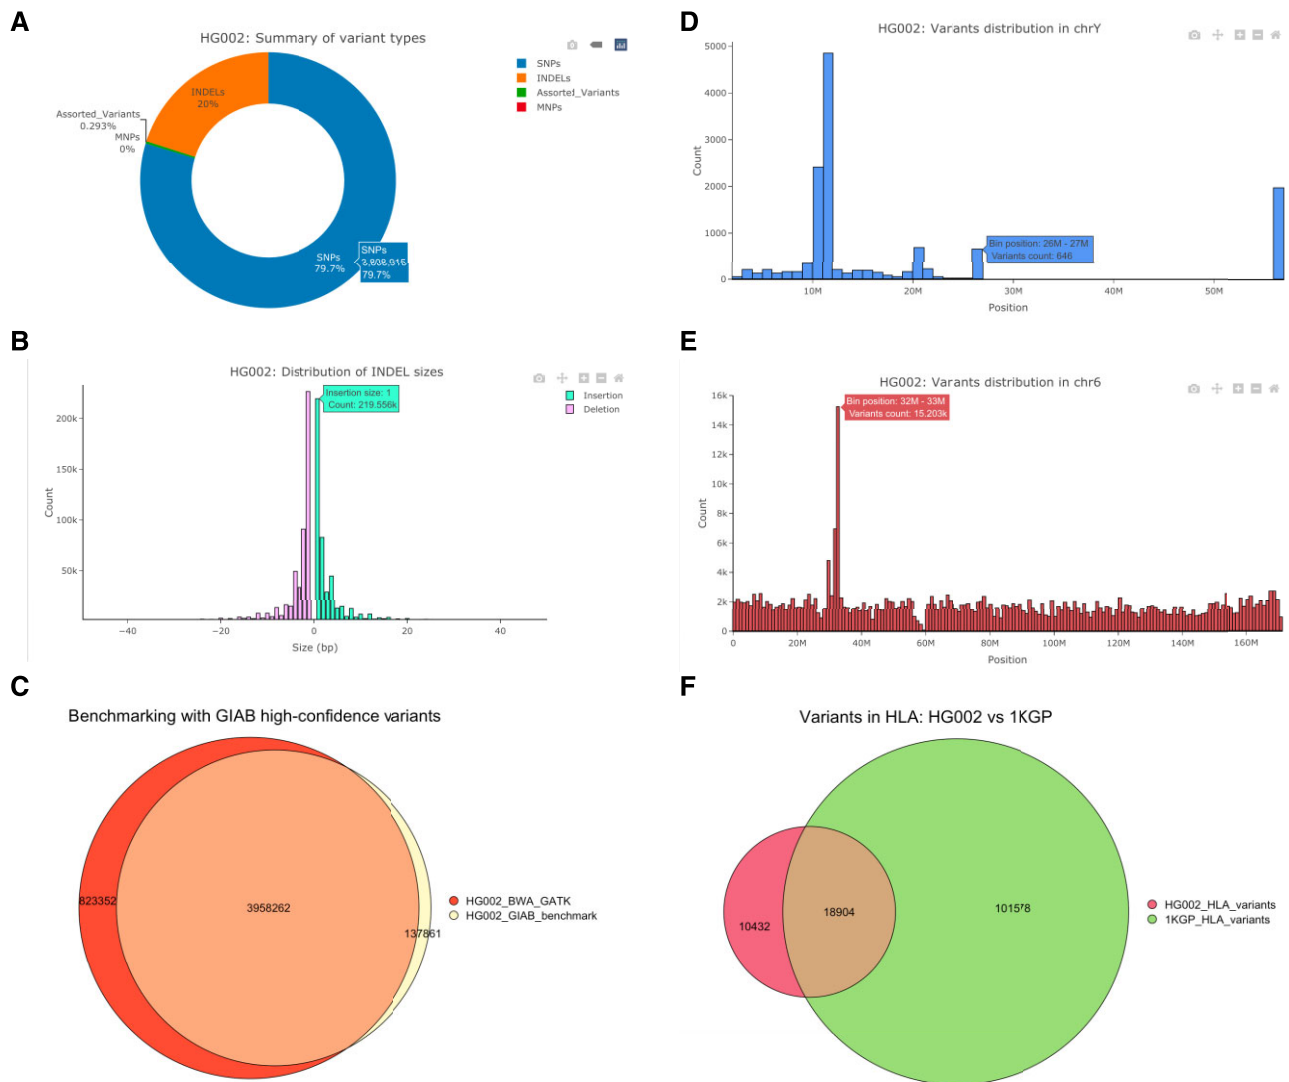 A
HG002: Summary of variant types
SNPs
INDELs
Assorted_Variants
MNPs
INDELs
20%
Assorted_Variants
0.293%
MNPs
0%
SNPs
79.7%
SNPs
79.7%
B
HG002: Distribution of INDEL sizes
Insertion
Deletion
Insertion size: 1
Count: 219.556k
Count
200k
150k
100k
50k
−40
−20
0
20
40
Size (bp)
C
Benchmarking with GIAB high-confidence variants
823352
3958262
137861
HG002_BWA_GATK
HG002_GIAB_benchmark
D
HG002: Varants distribution in chrY
Count
5000
4000
3000
2000
1000
0
Bin position: 26M - 27M
Variants count: 646
10M
20M
30M
40M
50M
Position
E
HG002: Varants distribution in chr6
Bin position: 32M - 33M
Variants count: 15.203k
Count
16k
14k
12k
10k
8k
6k
4k
2k
0
0
20M
40M
60M
80M
100M
120M
140M
160M
Position
F
Variants in HLA: HG002 vs 1KGP
10432
18904
101578
HG002_HLA_variants
1KGP_HLA_variants